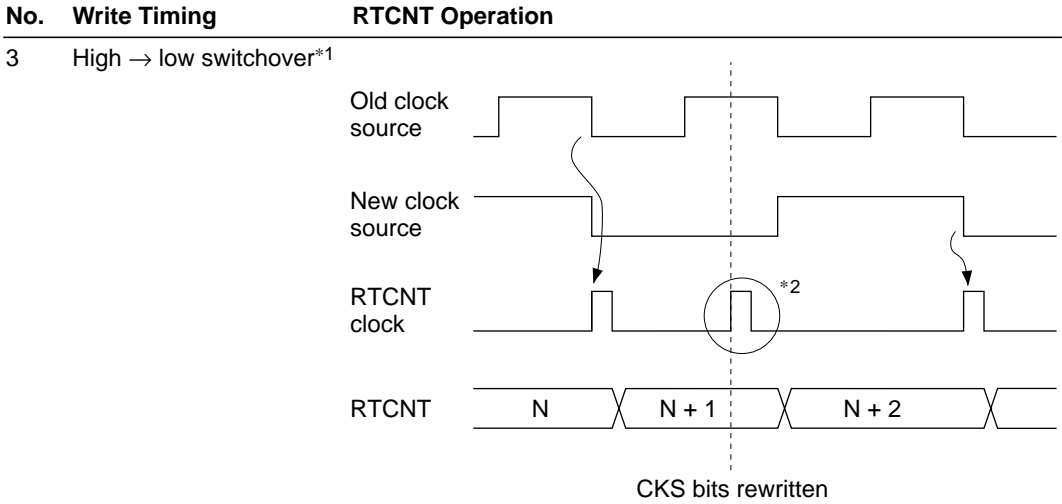 No. Write Timing RTCNT Operation
3 High → low switchover*1
Old clock
source
New clock
source
RTCNT
clock
*2
RTCNT N N + 1 N + 2
CKS bits rewritten